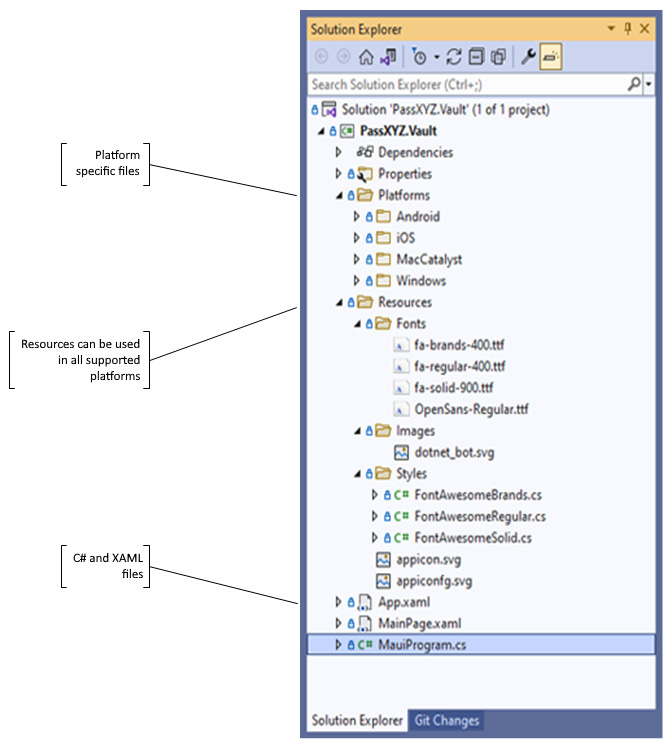 Solution Explorer
Search Solution Explorer (Ctrl+;)
Solution 'PassXYZ.Vault' (1 of 1 project)
C# PassXYZ.Vault
Dependencies
Properties
Platforms
Android
iOS
MacCatalyst
Windows
Resources
Fonts
A fa-brands-400.ttf
A fa-regular-400.ttf
A fa-solid-900.ttf
A OpenSans-Regular.ttf
Images
dotnet_bot.svg
Styles
C# FontAwesomeBrands.cs
C# FontAwesomeRegular.cs
C# FontAwesomeSolid.cs
appicon.svg
appiconfg.svg
App.xaml
MainPage.xaml
C# MauiProgram.cs
Solution Explorer
Git Changes
Platform
specific files
Resources can be used
in all supported
platforms
C# and XAML
files